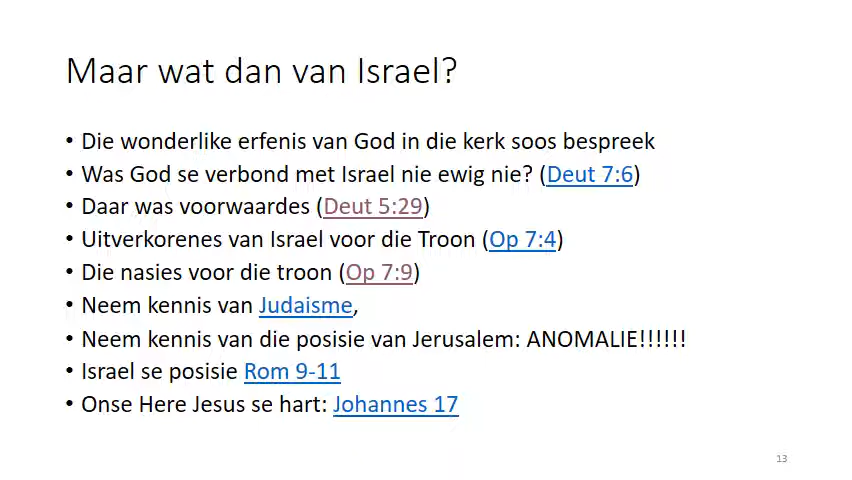 Maar wat dan van Israel?
• Die wonderlike erfenis van God in die kerk soos bespreek
• Was God se verbond met Israel nie ewig nie? (Deut 7:6)
• Daar was voorwaardes (Deut 5:29)
• Uitverkorenes van Israel voor die Troon (Op 7:4)
• Die nasies voor die troon (Op 7:9)
• Neem kennis van Judaisme,
• Neem kennis van die posisie van Jerusalem: ANOMALIE!!!!!!
• Israel se posisie Rom 9-11
• Onse Here Jesus se hart: Johannes 17
13